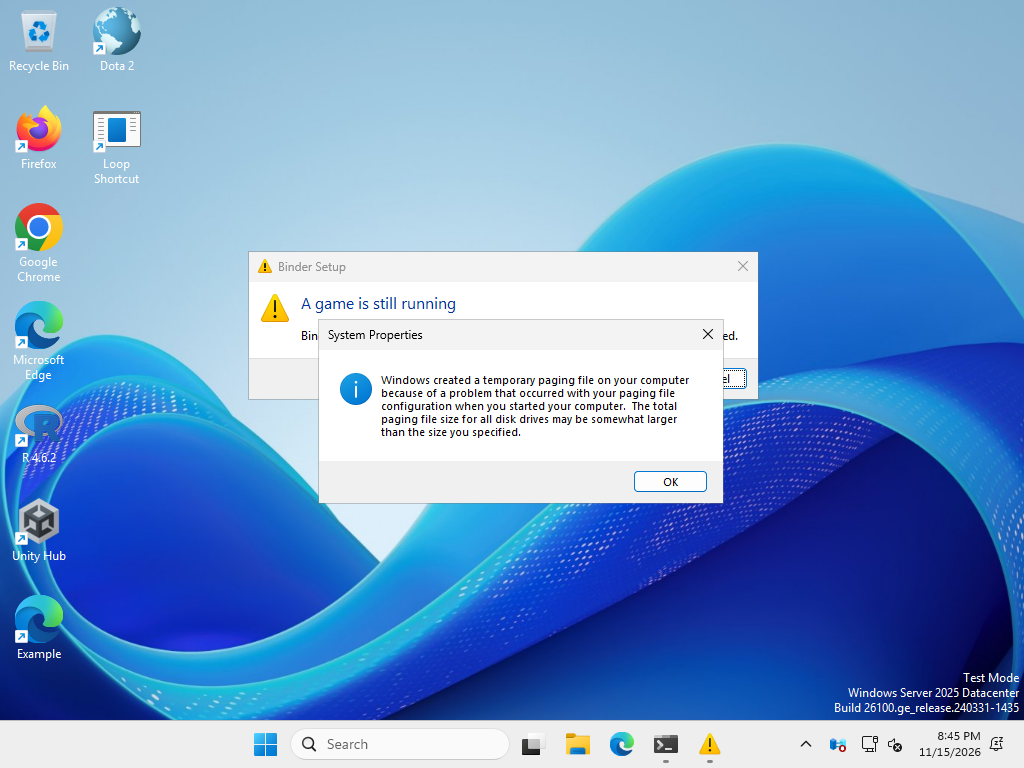 Recycle Bin
Dota 2
Firefox
Loop
Shortcut
Google
Chrome
Microsoft
Edge
R 4.6.2
Unity Hub
Example
Binder Setup
A game is still running
System Properties
Windows created a temporary paging file on your computer
because of a problem that occurred with your paging file
configuration when you started your computer. The total
paging file size for all disk drives may be somewhat larger
than the size you specified.
OK
Test Mode
Windows Server 2025 Datacenter
Build 26100.ge_release.240331-1435
Search
8:45 PM
11/15/2026